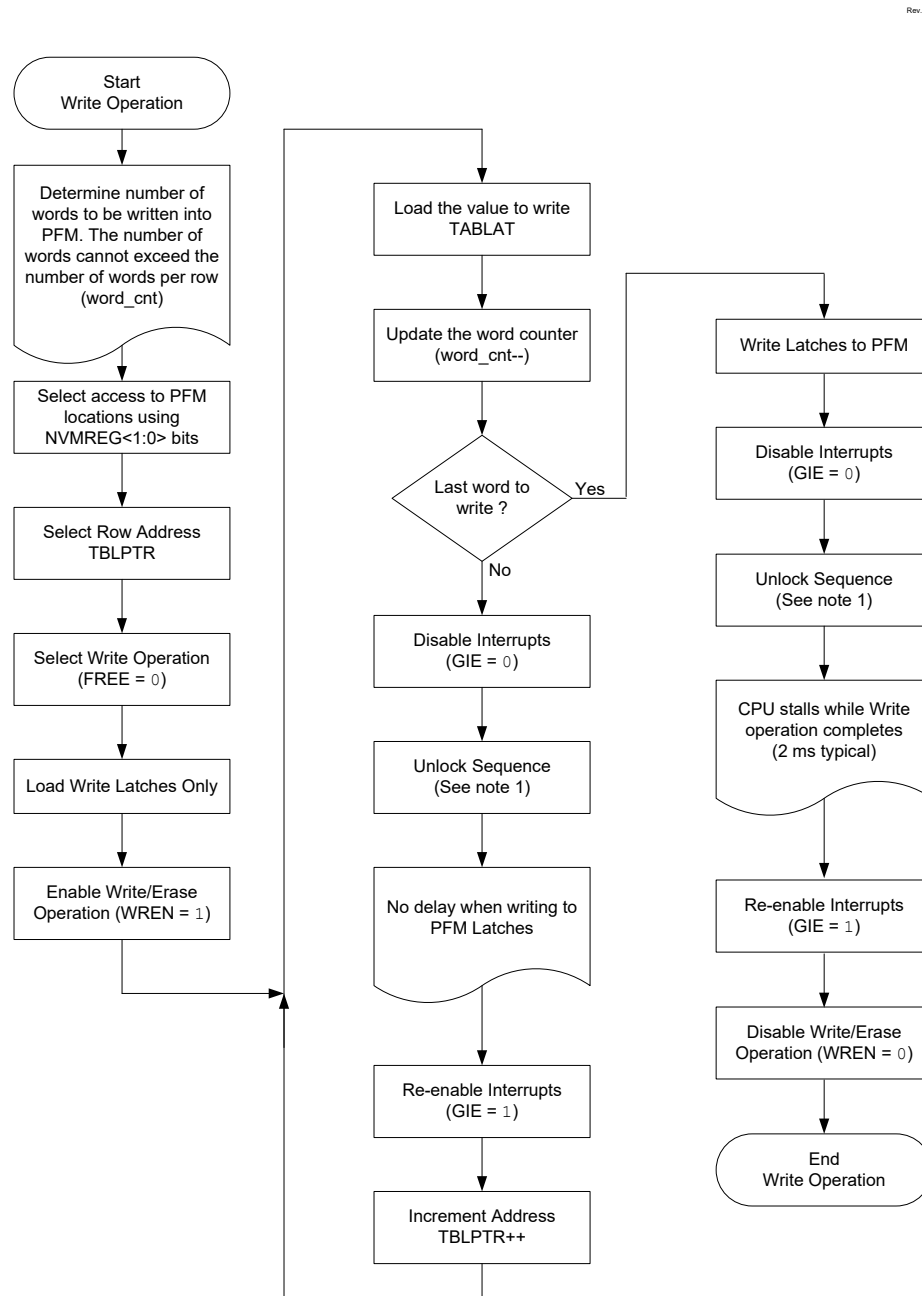 Rev.
Start
Write Operation
Determine number of
words to be written into
PFM. The number of
words cannot exceed the
number of words per row
(word_cnt)
Select access to PFM
locations using
NVMREG<1:0> bits
Select Row Address
TBLPTR
Select Write Operation
(FREE = 0)
Load Write Latches Only
Enable Write/Erase
Operation (WREN = 1)
Load the value to write
TABLAT
Update the word counter
(word_cnt--)
Last word to
write ?
Yes
No
Disable Interrupts
(GIE = 0)
Unlock Sequence
(See note 1)
No delay when writing to
PFM Latches
Re-enable Interrupts
(GIE = 1)
Increment Address
TBLPTR++
Write Latches to PFM
Disable Interrupts
(GIE = 0)
Unlock Sequence
(See note 1)
CPU stalls while Write
operation completes
(2 ms typical)
Re-enable Interrupts
(GIE = 1)
Disable Write/Erase
Operation (WREN = 0)
End
Write Operation